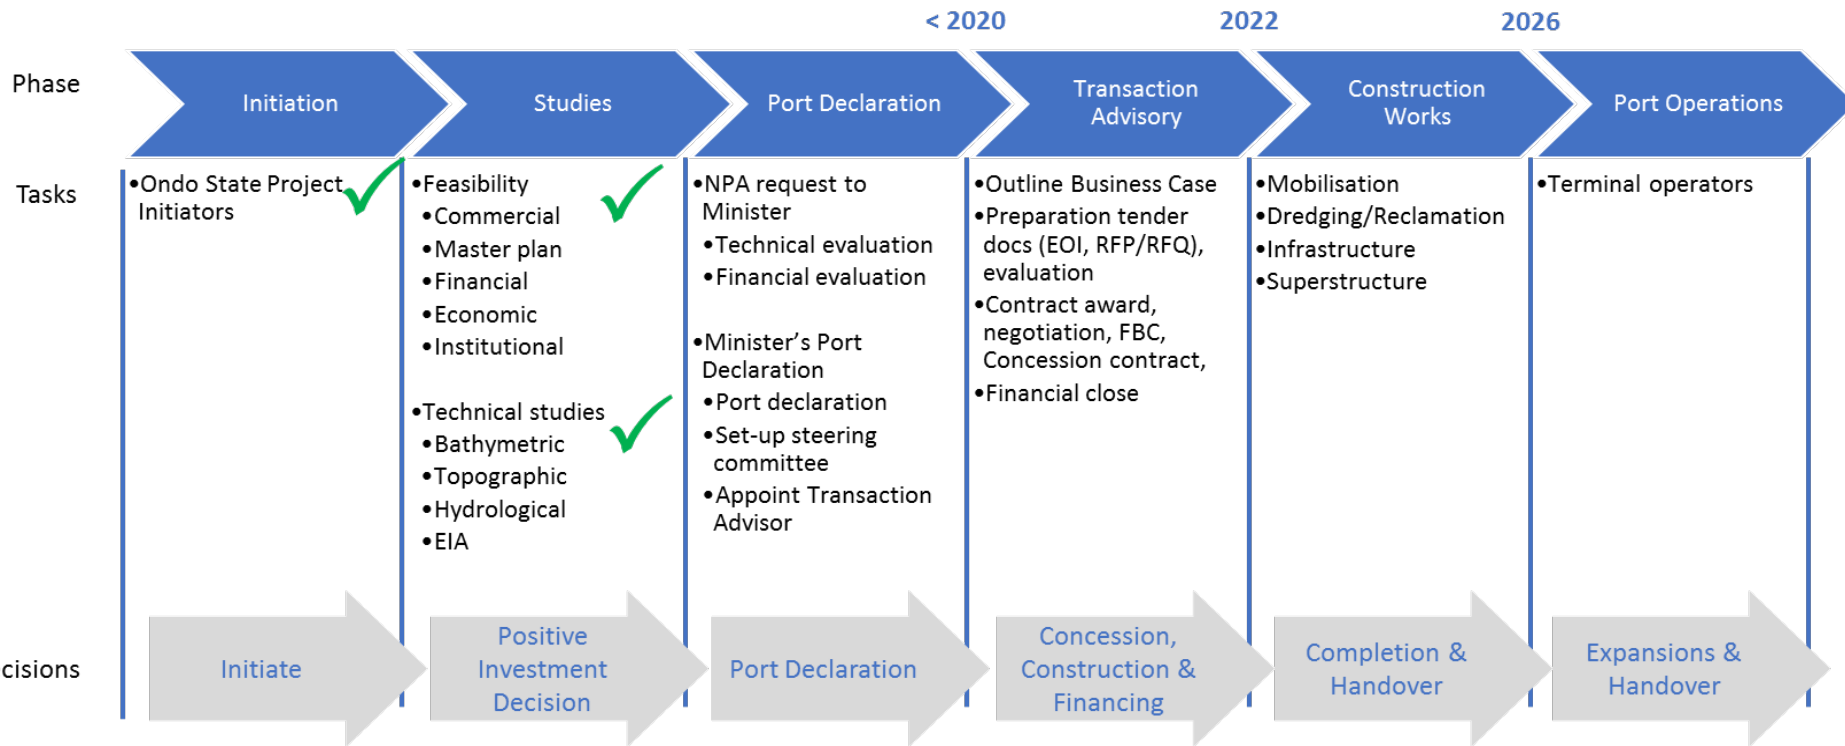 < 2020
2022
2026
Phase
Initiation
Studies
Port Declaration
Transaction
Advisory
Construction
Works
Port Operations
Tasks
•Ondo State Project
Initiators
•Feasibility
•Commercial
•Master plan
•Financial
•Economic
•Institutional
•Technical studies
•Bathymetric
•Topographic
•Hydrological
•EIA
•NPA request to
Minister
•Technical evaluation
•Financial evaluation
•Minister’s Port
Declaration
•Port declaration
•Set-up steering
committee
•Appoint Transaction
Advisor
•Outline Business Case
•Preparation tender
docs (EOI, RFP/RFQ),
evaluation
•Contract award,
negotiation, FBC,
Concession contract,
•Financial close
•Mobilisation
•Dredging/Reclamation
•Infrastructure
•Superstructure
•Terminal operators
cisions
Initiate
Positive
Investment
Decision
Port Declaration
Concession,
Construction &
Financing
Completion &
Handover
Expansions &
Handover